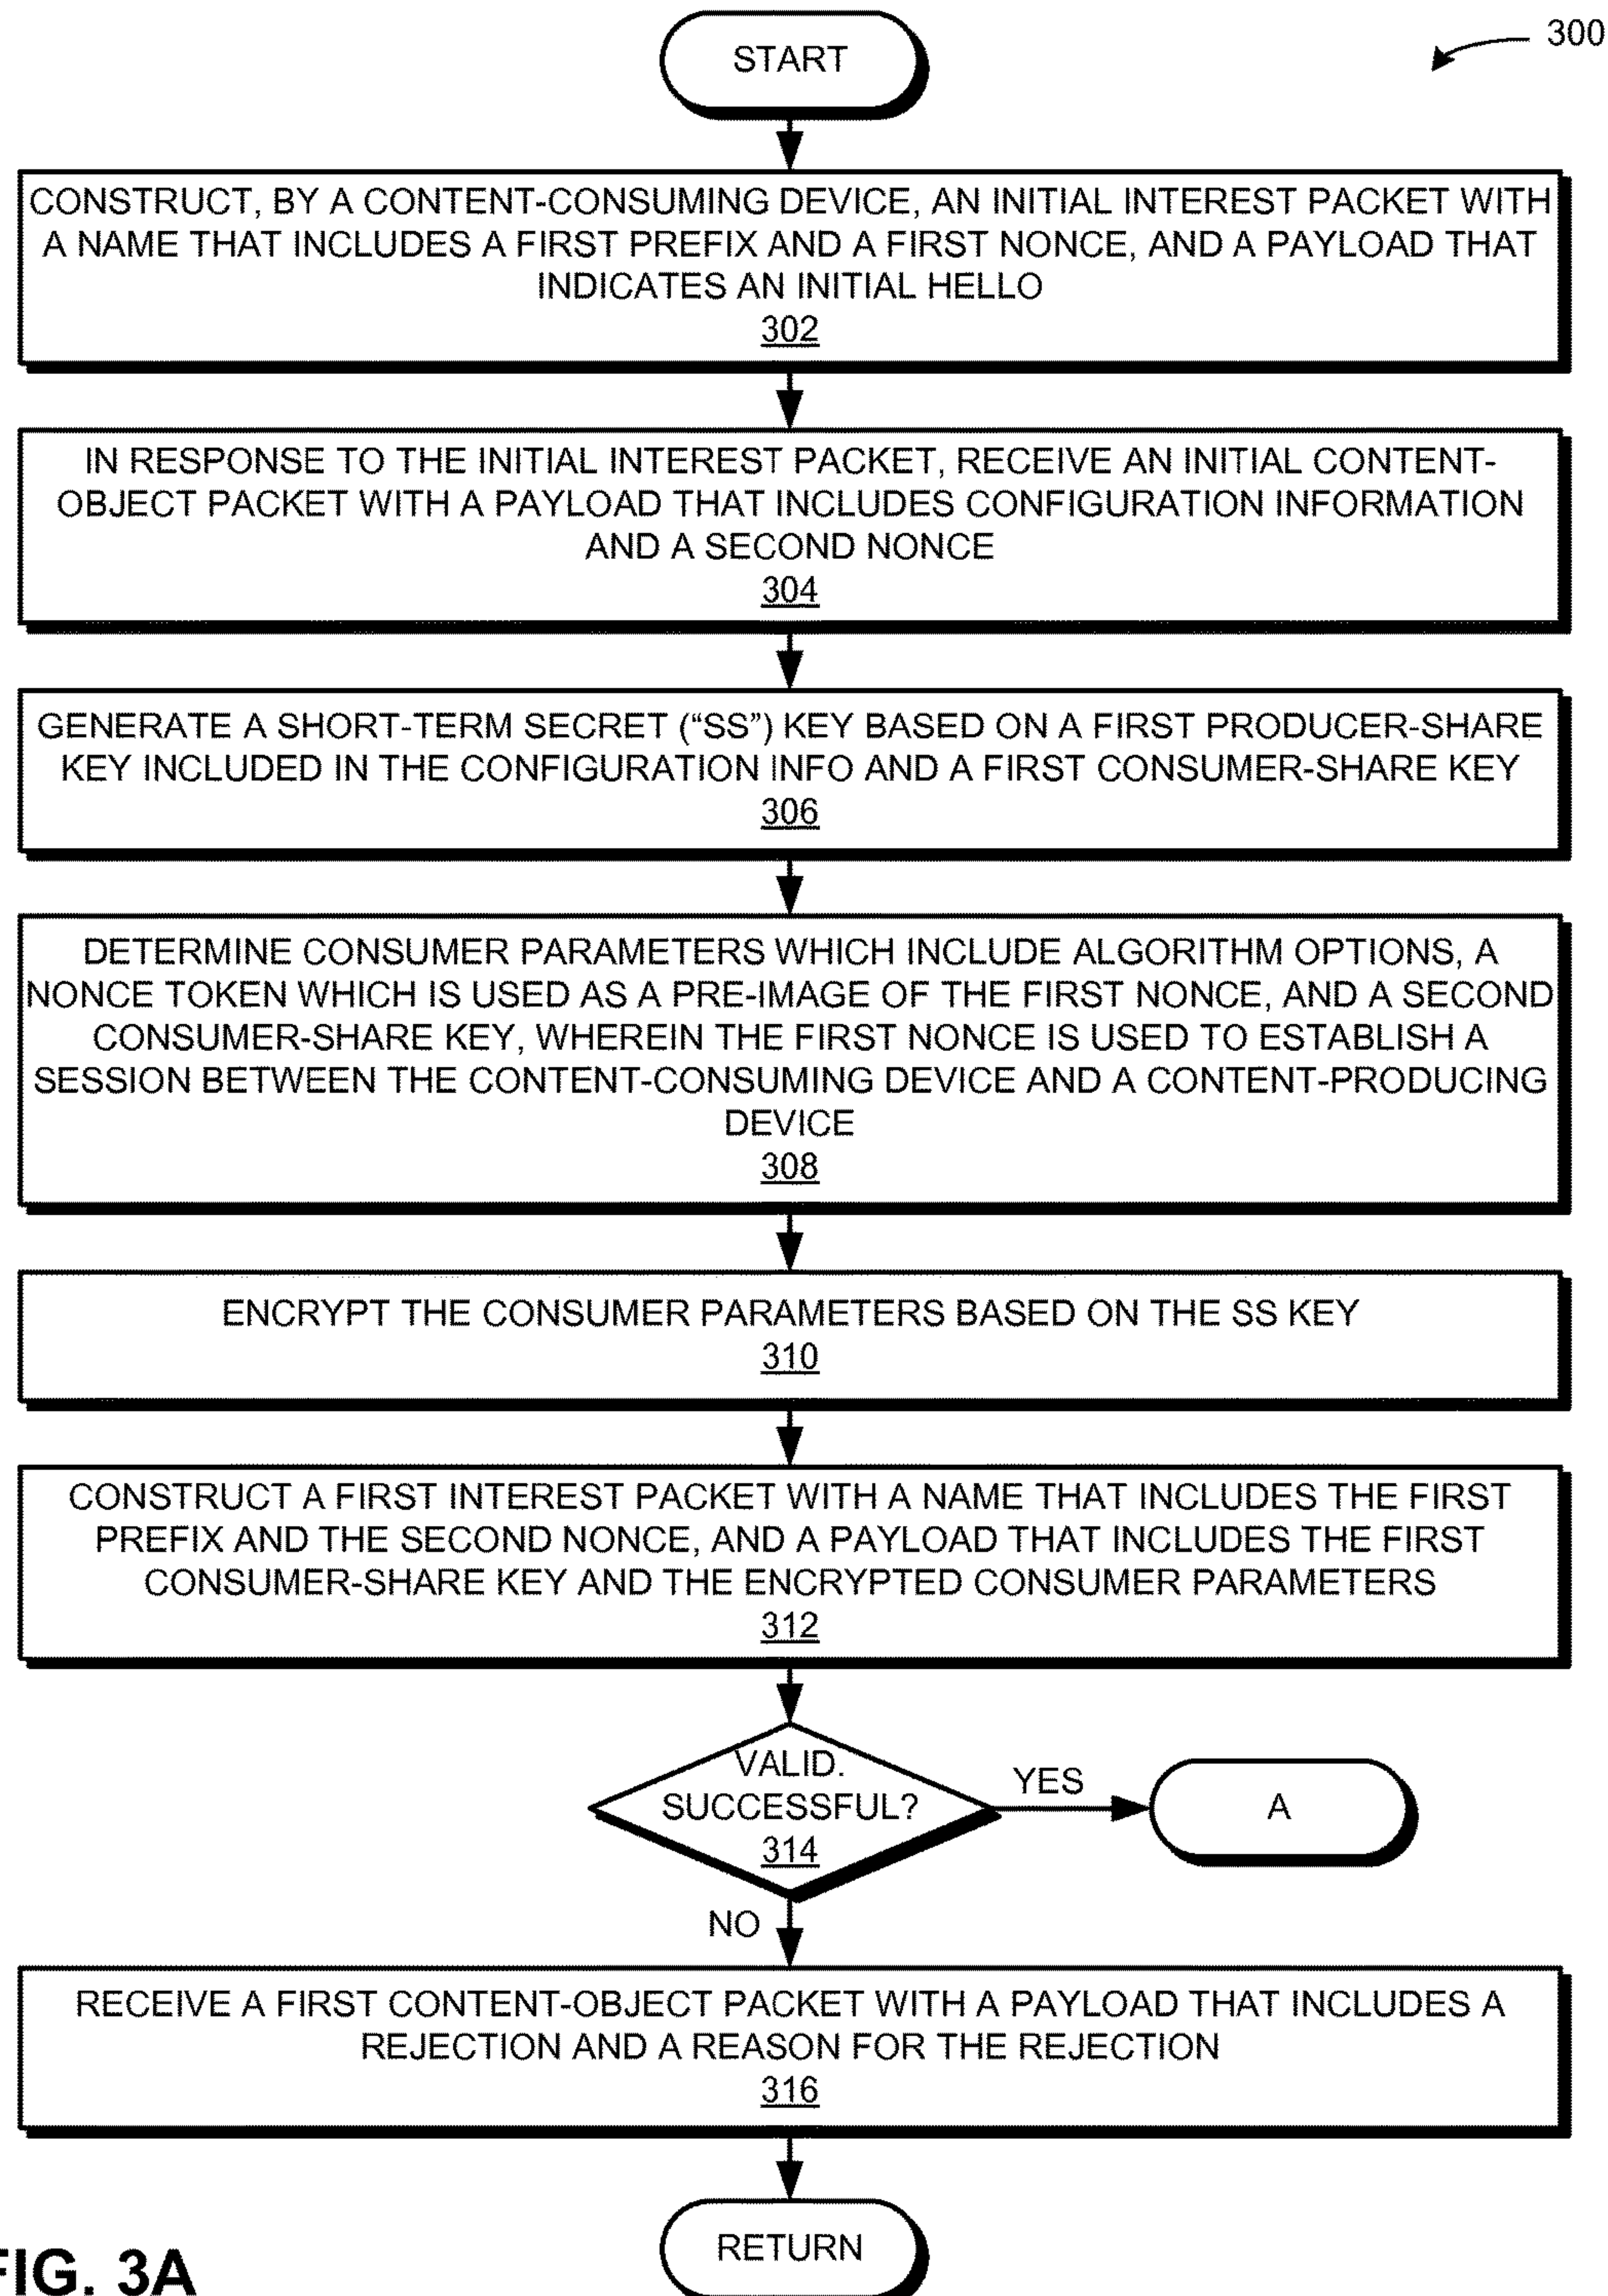 START
300
CONSTRUCT, BY A CONTENT-CONSUMING DEVICE, AN INITIAL INTEREST PACKET WITH
A NAME THAT INCLUDES A FIRST PREFIX AND A FIRST NONCE, AND A PAYLOAD THAT
INDICATES AN INITIAL HELLO
302
IN RESPONSE TO THE INITIAL INTEREST PACKET, RECEIVE AN INITIAL CONTENT-
OBJECT PACKET WITH A PAYLOAD THAT INCLUDES CONFIGURATION INFORMATION
AND A SECOND NONCE
304
GENERATE A SHORT-TERM SECRET (“SS”) KEY BASED ON A FIRST PRODUCER-SHARE
KEY INCLUDED IN THE CONFIGURATION INFO AND A FIRST CONSUMER-SHARE KEY
306
DETERMINE CONSUMER PARAMETERS WHICH INCLUDE ALGORITHM OPTIONS, A
NONCE TOKEN WHICH IS USED AS A PRE-IMAGE OF THE FIRST NONCE, AND A SECOND
CONSUMER-SHARE KEY, WHEREIN THE FIRST NONCE IS USED TO ESTABLISH A
SESSION BETWEEN THE CONTENT-CONSUMING DEVICE AND A CONTENT-PRODUCING
DEVICE
308
ENCRYPT THE CONSUMER PARAMETERS BASED ON THE SS KEY
310
CONSTRUCT A FIRST INTEREST PACKET WITH A NAME THAT INCLUDES THE FIRST
PREFIX AND THE SECOND NONCE, AND A PAYLOAD THAT INCLUDES THE FIRST
CONSUMER-SHARE KEY AND THE ENCRYPTED CONSUMER PARAMETERS
312
VALID.
SUCCESSFUL?
314
YES
A
NO
RECEIVE A FIRST CONTENT-OBJECT PACKET WITH A PAYLOAD THAT INCLUDES A
REJECTION AND A REASON FOR THE REJECTION
316
RETURN
FIG. 3A